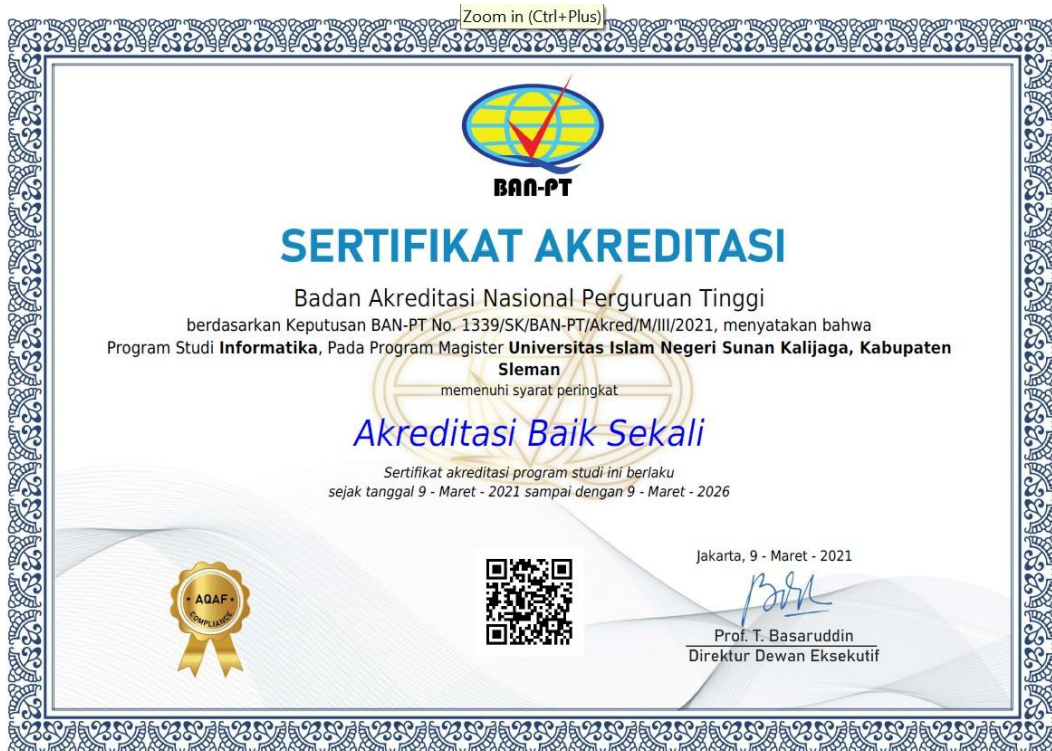 Zoom in (Ctrl+Plus)
BAN-PT
SERTIFIKAT AKREDITASI
Badan Akreditasi Nasional Perguruan Tinggi
berdasarkan Keputusan BAN-PT No. 1339/SK/BAN-PT/Akred/M/III/2021, menyatakan bahwa
Program Studi Informatika, Pada Program Magister Universitas Islam Negeri Sunan Kalijaga, Kabupaten
Sleman
memenuhi syarat peringkat
Akreditasi Baik Sekali
Sertifikat akreditasi program studi ini berlaku
sejak tanggal 9 - Maret - 2021 sampai dengan 9 - Maret - 2026
Jakarta, 9 - Maret - 2021
AQAF
COMPLIANCE
Prof. T. Basaruddin
Direktur Dewan Eksekutif